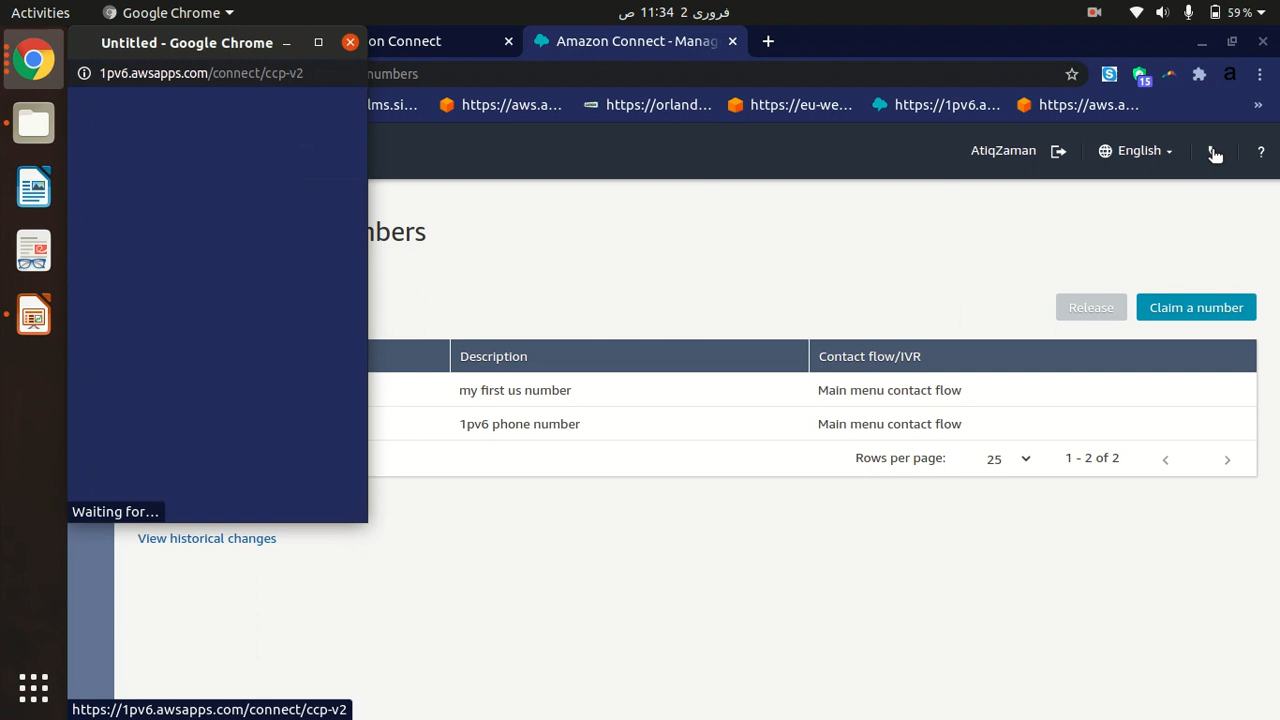 Activities
Google Chrome
فروری 2 11:34 ص
59 %
Untitled - Google Chrome
on Connect
Amazon Connect - Manag
1pv6.awsapps.com/connect/ccp-v2
numbers
15
a
lms.si...
https://aws.a...
https://orland...
https://eu-we...
https://1pv6.a...
https://aws.a...
»
AtiqZaman
English
?
mbers
Release
Claim a number
Description
Contact flow/IVR
my first us number
Main menu contact flow
1pv6 phone number
Main menu contact flow
Rows per page:
25
1 - 2 of 2
Waiting for...
View historical changes
https://1pv6.awsapps.com/connect/ccp-v2